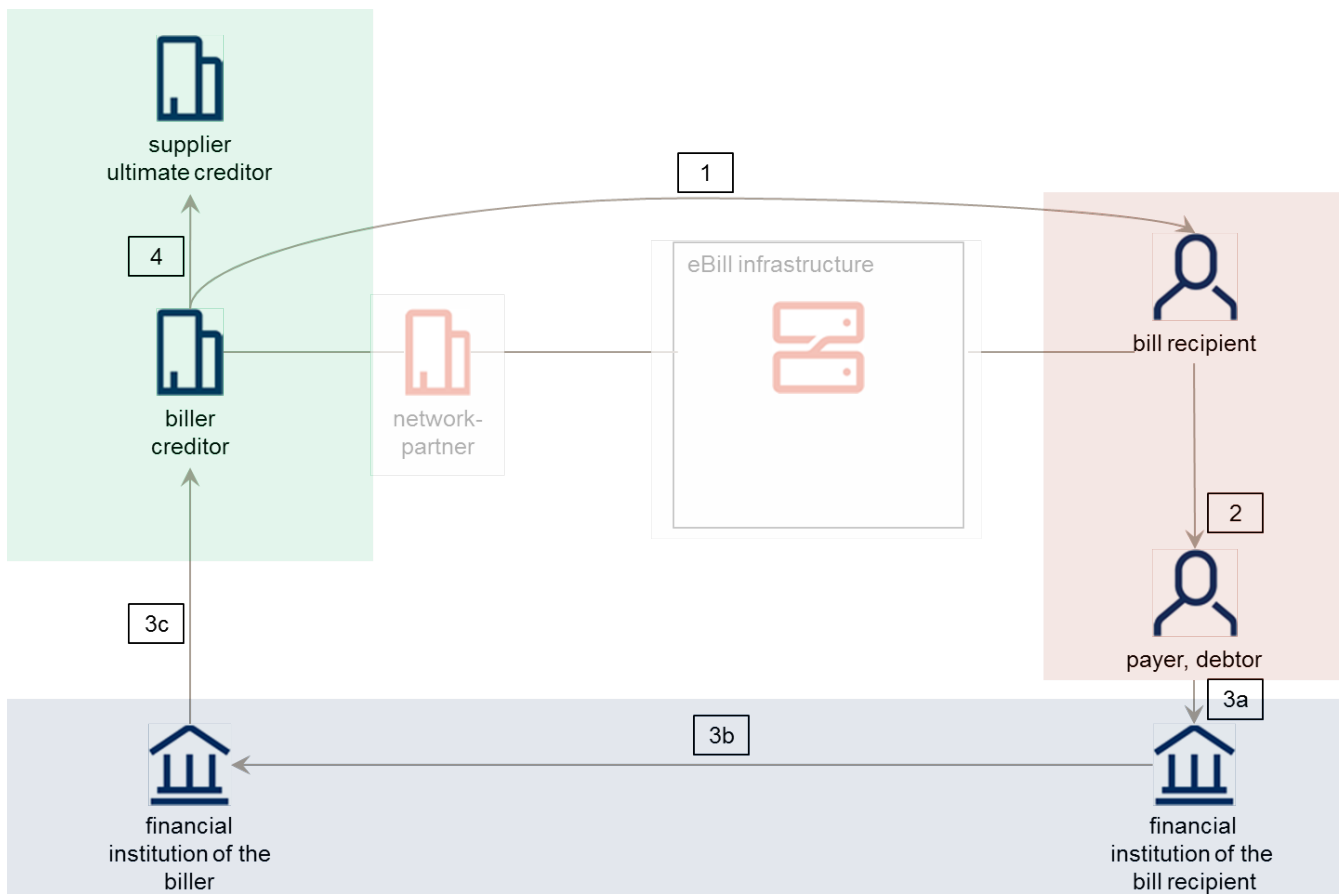 supplier
ultimate creditor
1
4
eBill infrastructure
bill recipient
biller
creditor
network-
partner
2
3c
payer, debtor
3a
3b
financial
institution of the
biller
financial
institution of the
bill recipient